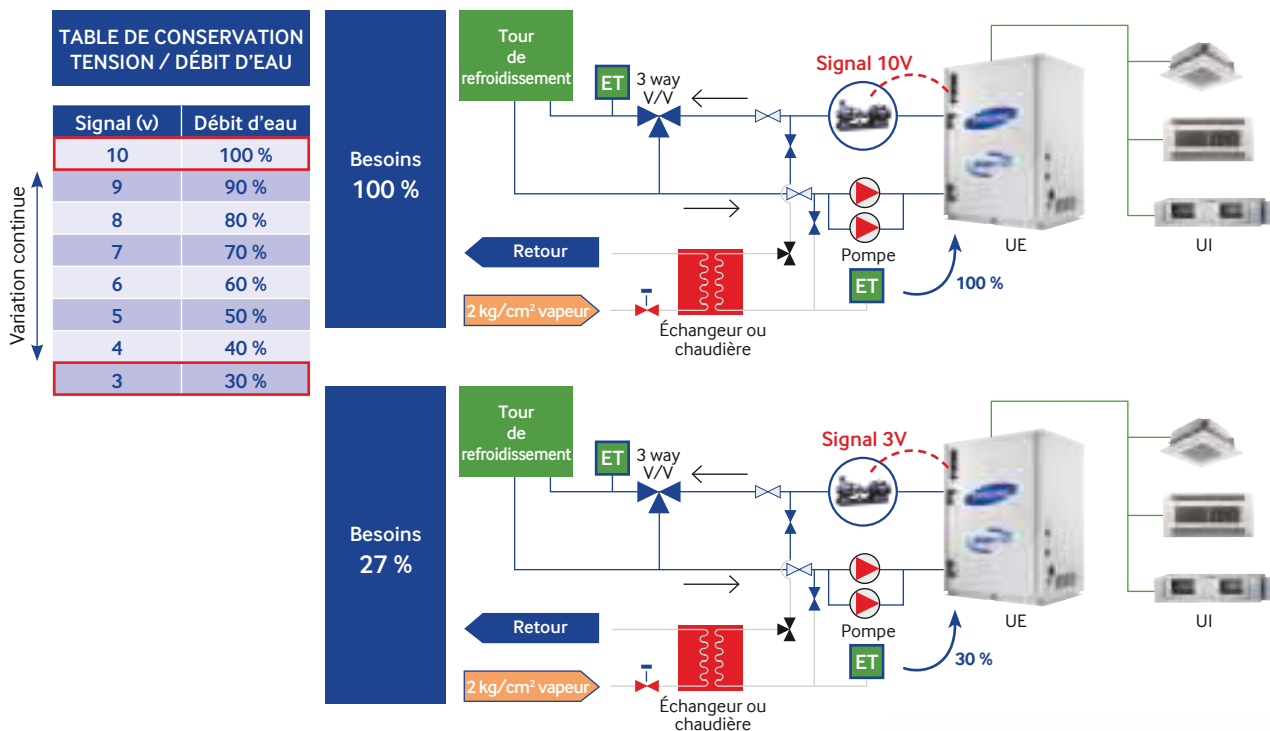 TABLE DE CONSERVATION
TENSION / DÉBIT D'EAU
Signal (v) Débit d'eau
10 100 %
9 90 %
8 80 %
7 70 %
6 60 %
5 50 %
4 40 %
3 30 %
Variation continue
Besoins
100 %
Tour
de
refroidissement
ET
3 way
V/V
Signal 10V
Retour
2 kg/cm² vapeur
Échangeur ou
chaudière
Pompe
ET
100 %
UE
UI
Besoins
27 %
Tour
de
refroidissement
ET
3 way
V/V
Signal 3V
Retour
2 kg/cm² vapeur
Échangeur ou
chaudière
Pompe
ET
30 %
UE
UI